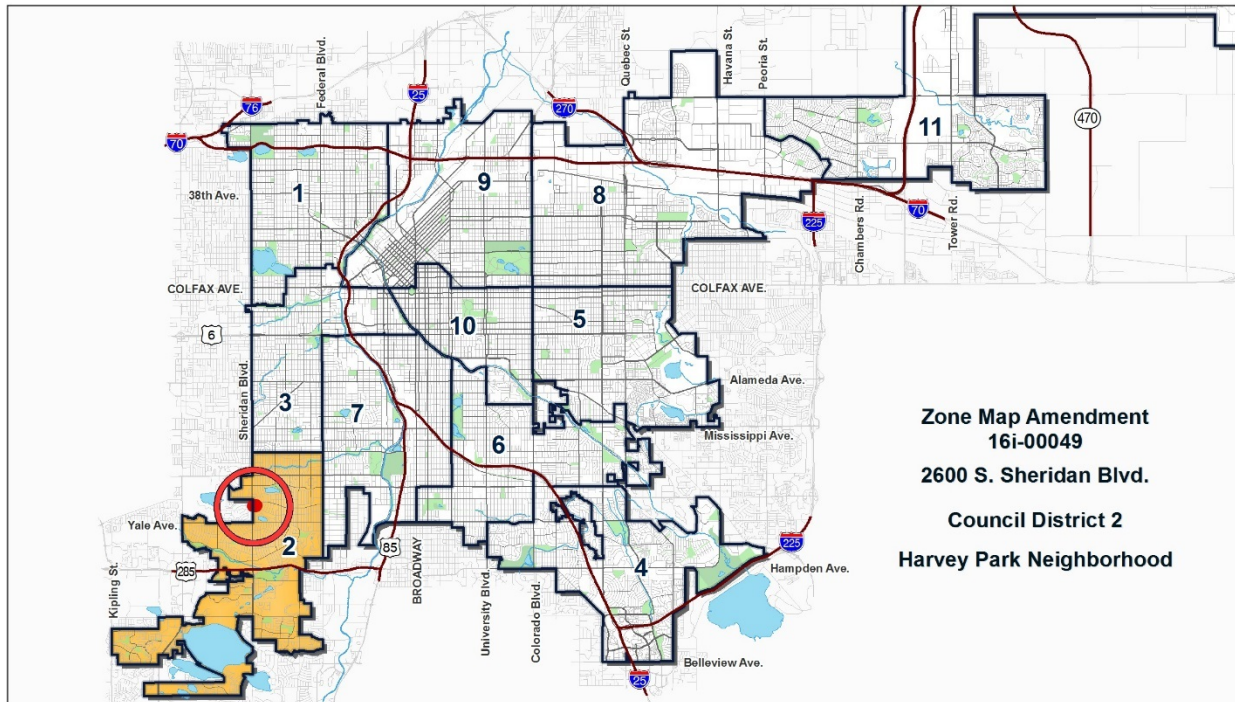 Federal Blvd.
Quebec St.
Havana St.
Peoria St.
76
25
270
470
70
11
38th Ave.
1
9
8
225
70
Chambers Rd.
Tower Rd.
COLFAX AVE.
COLFAX AVE.
6
10
5
Sheridan Blvd.
3
7
Alameda Ave.
6
Mississippi Ave.
Zone Map Amendment
16i-00049
2600 S. Sheridan Blvd.
Council District 2
Harvey Park Neighborhood
Yale Ave.
2
85
BROADWAY
225
285
Kipling St.
University Blvd.
Colorado Blvd.
4
Hampden Ave.
Belleview Ave.
25